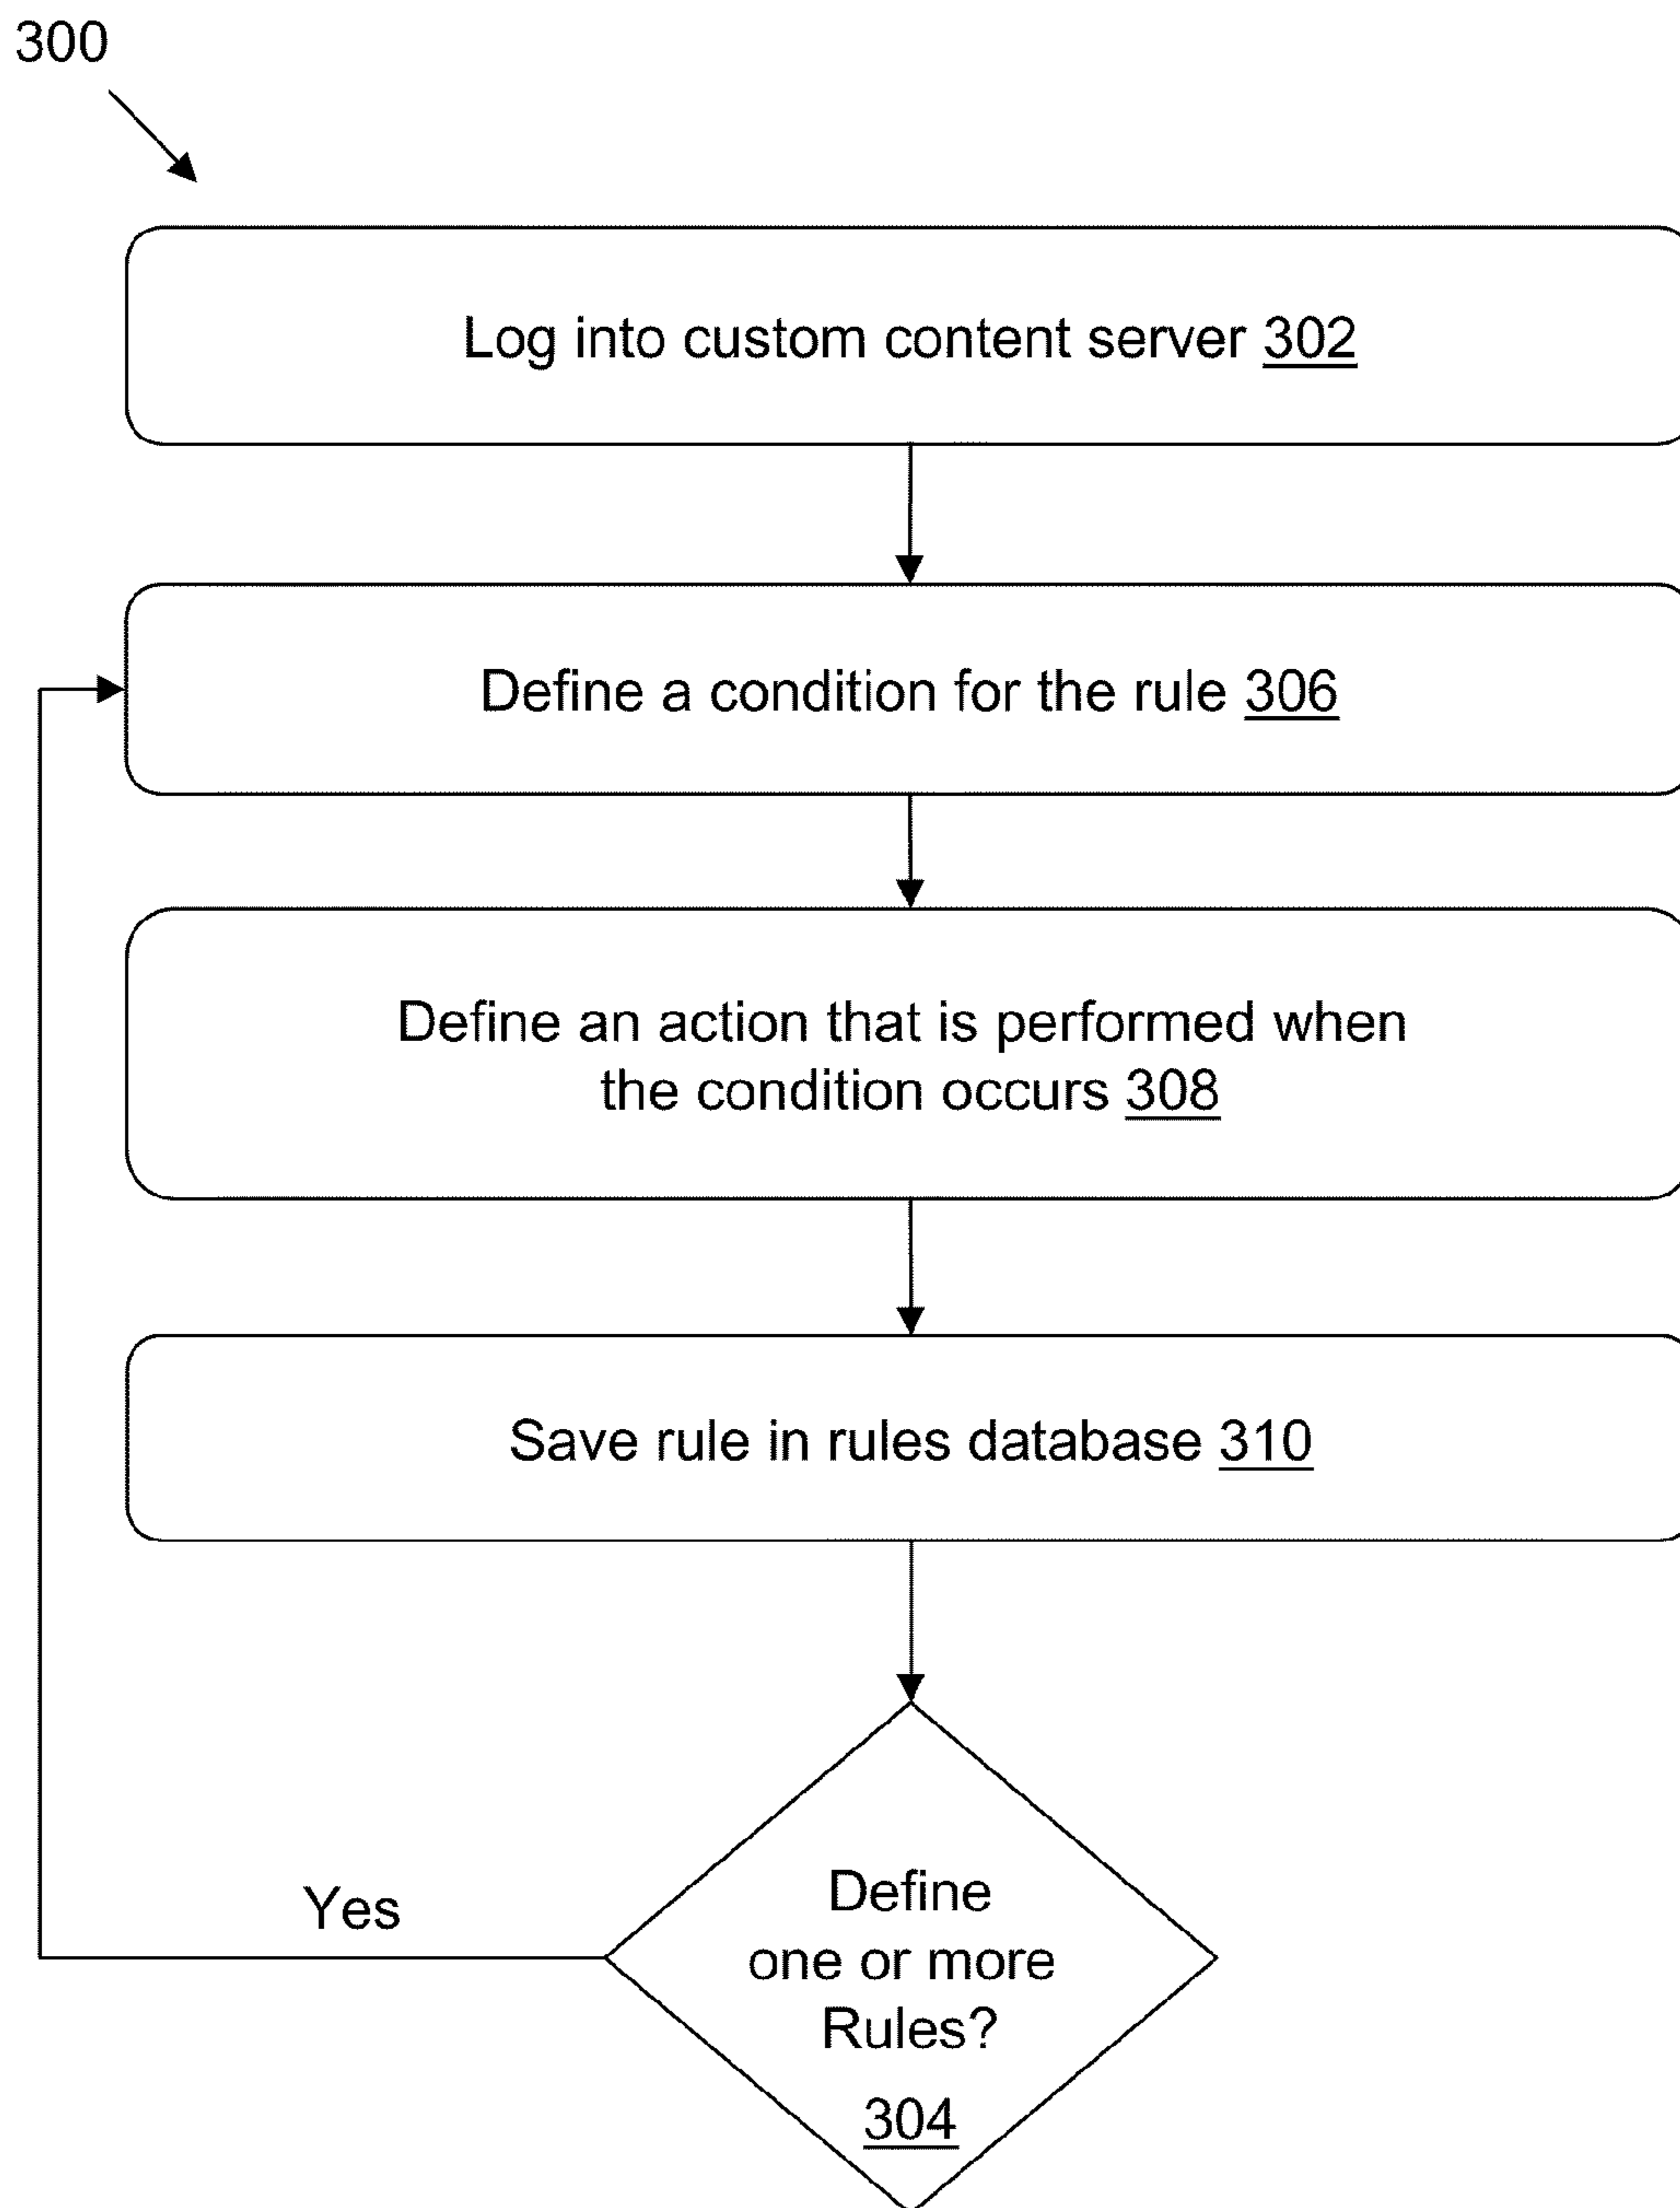 300
Log into custom content server 302
Define a condition for the rule 306
Define an action that is performed when
the condition occurs 308
Save rule in rules database 310
Yes
Define
one or more
Rules?
304